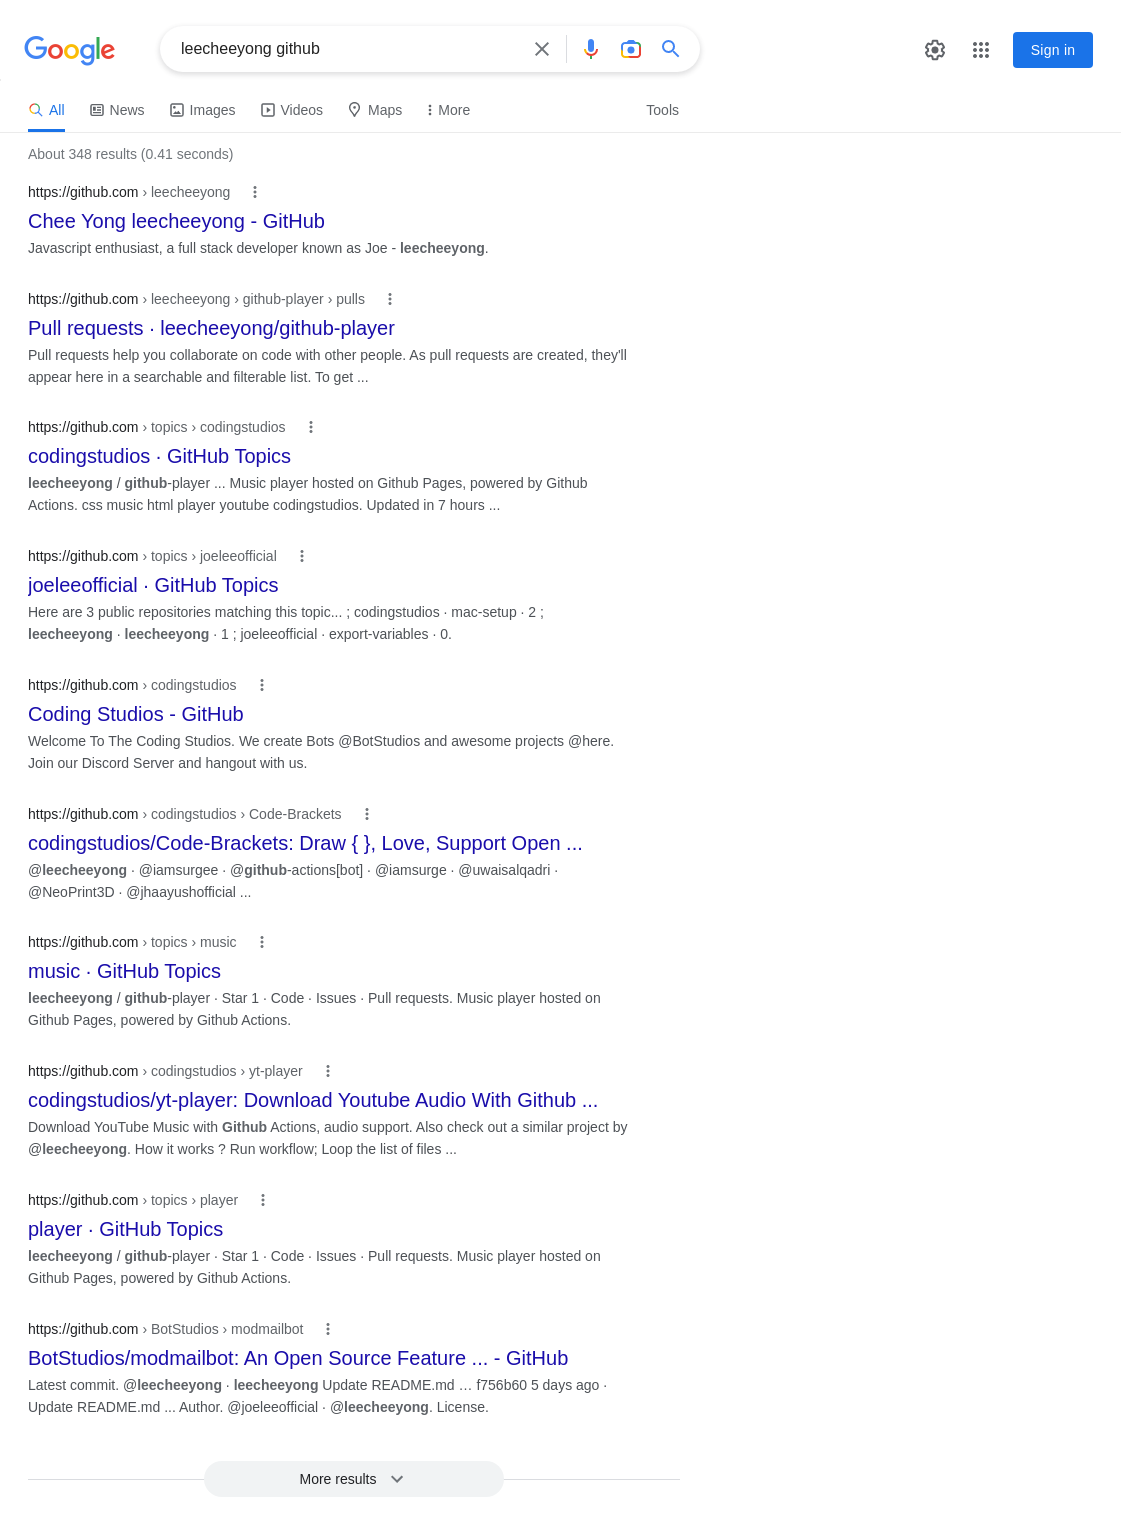 Google
leecheeyong github
Sign in
All News Images Videos Maps More Tools
About 348 results (0.41 seconds)
https://github.com › leecheeyong
Chee Yong leecheeyong - GitHub
Javascript enthusiast, a full stack developer known as Joe - leecheeyong.
https://github.com › leecheeyong › github-player › pulls
Pull requests · leecheeyong/github-player
Pull requests help you collaborate on code with other people. As pull requests are created, they'll
appear here in a searchable and filterable list. To get ...
https://github.com › topics › codingstudios
codingstudios · GitHub Topics
leecheeyong / github-player ... Music player hosted on Github Pages, powered by Github
Actions. css music html player youtube codingstudios. Updated in 7 hours ...
https://github.com › topics › joeleeofficial
joeleeofficial · GitHub Topics
Here are 3 public repositories matching this topic... ; codingstudios · mac-setup · 2 ;
leecheeyong · leecheeyong · 1 ; joeleeofficial · export-variables · 0.
https://github.com › codingstudios
Coding Studios - GitHub
Welcome To The Coding Studios. We create Bots @BotStudios and awesome projects @here.
Join our Discord Server and hangout with us.
https://github.com › codingstudios › Code-Brackets
codingstudios/Code-Brackets: Draw { }, Love, Support Open ...
@leecheeyong · @iamsurgee · @github-actions[bot] · @iamsurge · @uwaisalqadri ·
@NeoPrint3D · @jhaayushofficial ...
https://github.com › topics › music
music · GitHub Topics
leecheeyong / github-player · Star 1 · Code · Issues · Pull requests. Music player hosted on
Github Pages, powered by Github Actions.
https://github.com › codingstudios › yt-player
codingstudios/yt-player: Download Youtube Audio With Github ...
Download YouTube Music with Github Actions, audio support. Also check out a similar project by
@leecheeyong. How it works ? Run workflow; Loop the list of files ...
https://github.com › topics › player
player · GitHub Topics
leecheeyong / github-player · Star 1 · Code · Issues · Pull requests. Music player hosted on
Github Pages, powered by Github Actions.
https://github.com › BotStudios › modmailbot
BotStudios/modmailbot: An Open Source Feature ... - GitHub
Latest commit. @leecheeyong · leecheeyong Update README.md … f756b60 5 days ago ·
Update README.md ... Author. @joeleeofficial · @leecheeyong. License.
More results